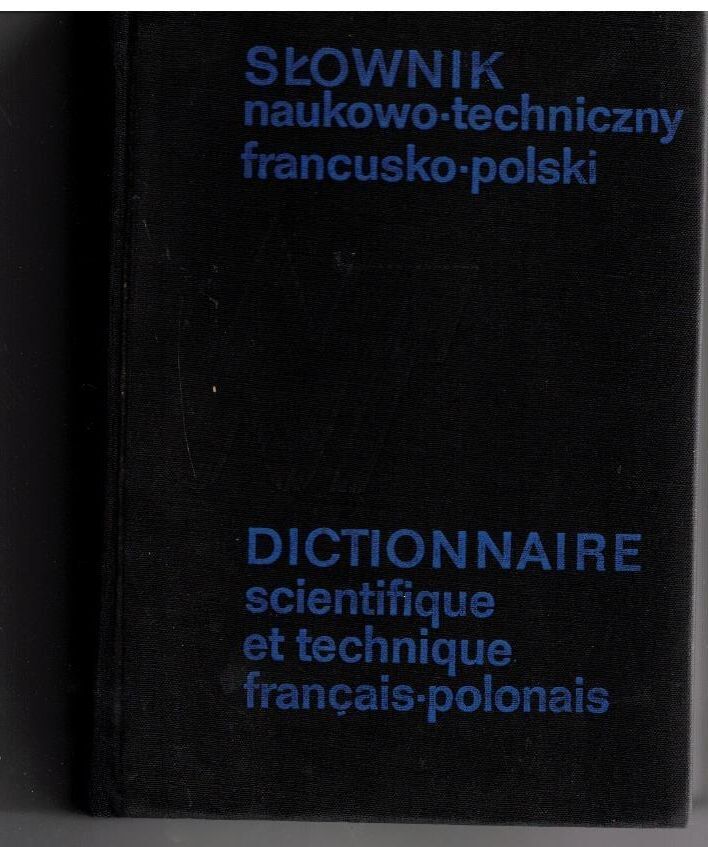 SŁOWNIK
naukowo-techniczny
francusko-polski
DICTIONNAIRE
scientifique
et technique
français-polonais